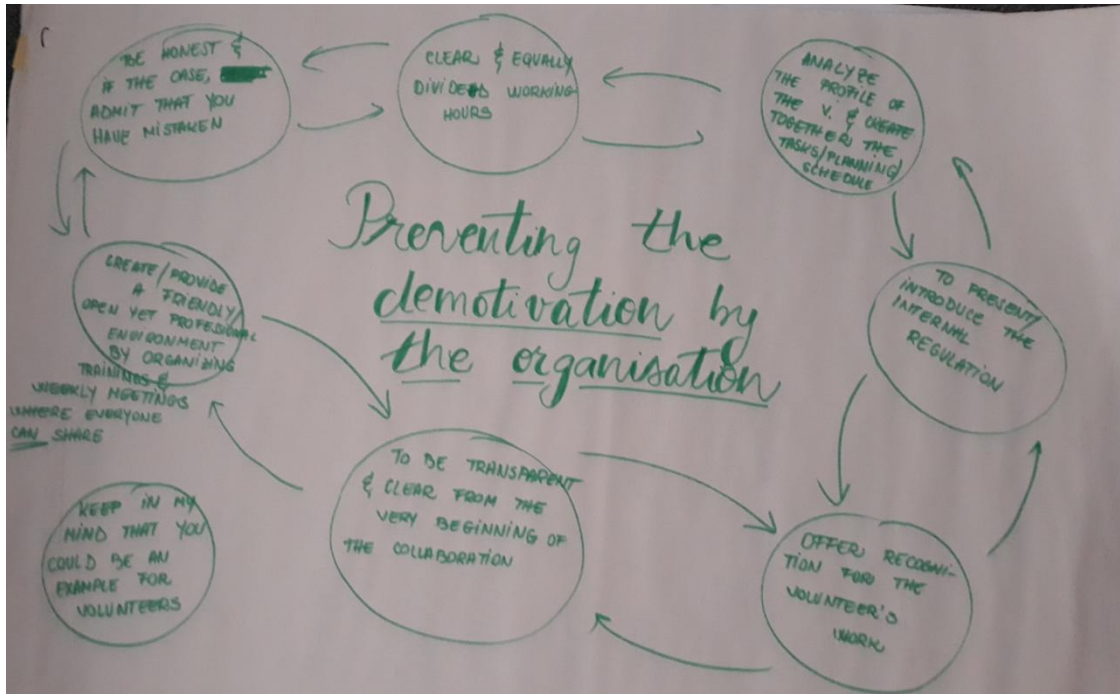 BE HONEST &
IF THE CASE,
ADMIT THAT YOU
HAVE MISTAKEN
CLEAR & EQUALLY
DIVIDED WORKING
HOURS
ANALYZE
THE PROFILE OF
THE V. & CREATE
TOGETHER THE
TASKS/PLANNING/
SCHEDULE
Preventing the
demotivation by
the organisation
CREATE/PROVIDE
A FRIENDLY/
OPEN YET PROFESSIONAL
ENVIRONMENT
BY ORGANIZING
TRAININGS &
WEEKLY MEETINGS
WHERE EVERYONE
CAN SHARE
TO PRESENT/
INTRODUCE THE
INTERNAL
REGULATION
TO BE TRANSPARENT
& CLEAR FROM THE
VERY BEGINNING OF
THE COLLABORATION
KEEP IN MY
MIND THAT YOU
COULD BE AN
EXAMPLE FOR
VOLUNTEERS
OFFER RECOGNI-
TION FOR THE
VOLUNTEER'S
WORK